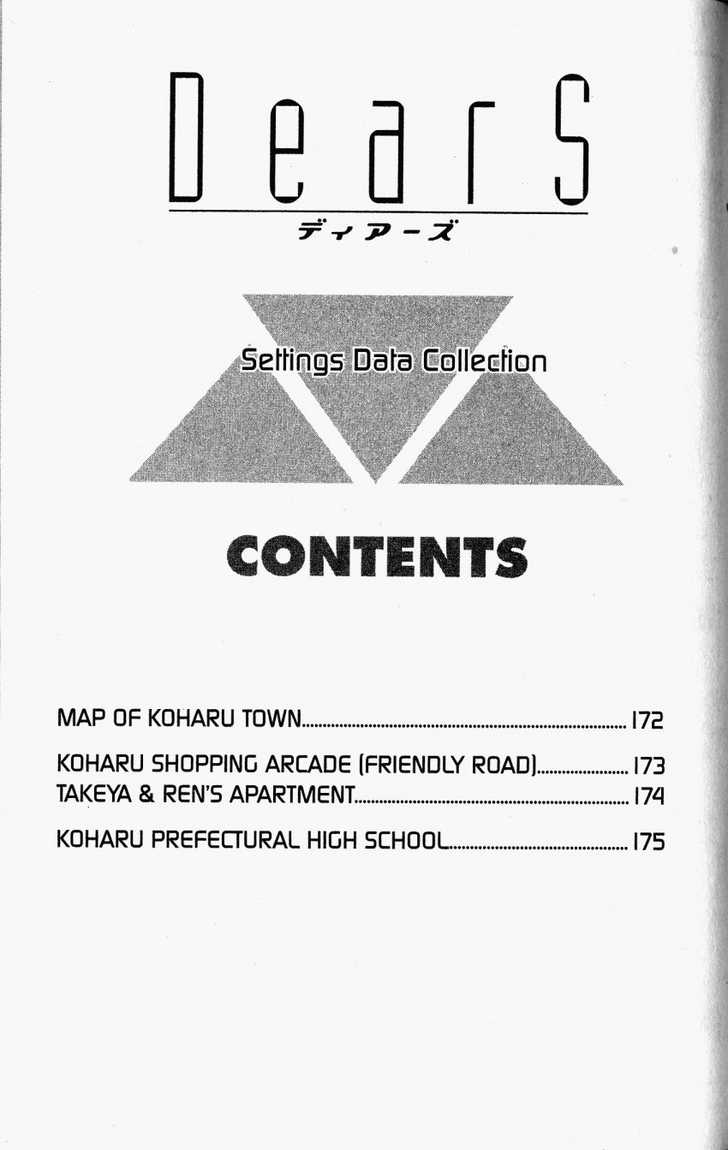 DearS
ディアーズ
Settings Data Collection
CONTENTS
MAP OF KOHARU TOWN.......................................................................... 172
KOHARU SHOPPING ARCADE (FRIENDLY ROAD)..................... 173
TAKEYA & REN'S APARTMENT............................................................... 174
KOHARU PREFECTURAL HIGH SCHOOL......................................... 175